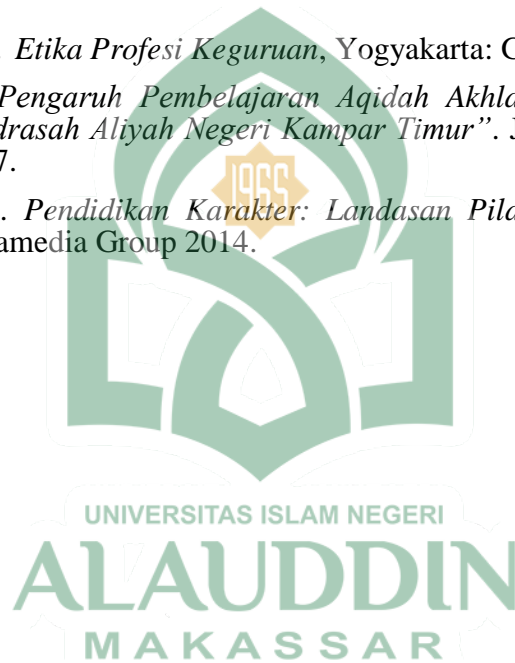 . Etika Profesi Keguruan, Yogyakarta: G
Pengaruh Pembelajaran Aqidah Akhla
drasah Aliyah Negeri Kampar Timur”. J
7.
. Pendidikan Karakter: Landasan Pila
amedia Group 2014.
1965
UNIVERSITAS ISLAM NEGERI
ALAUDDIN
MAKASSAR